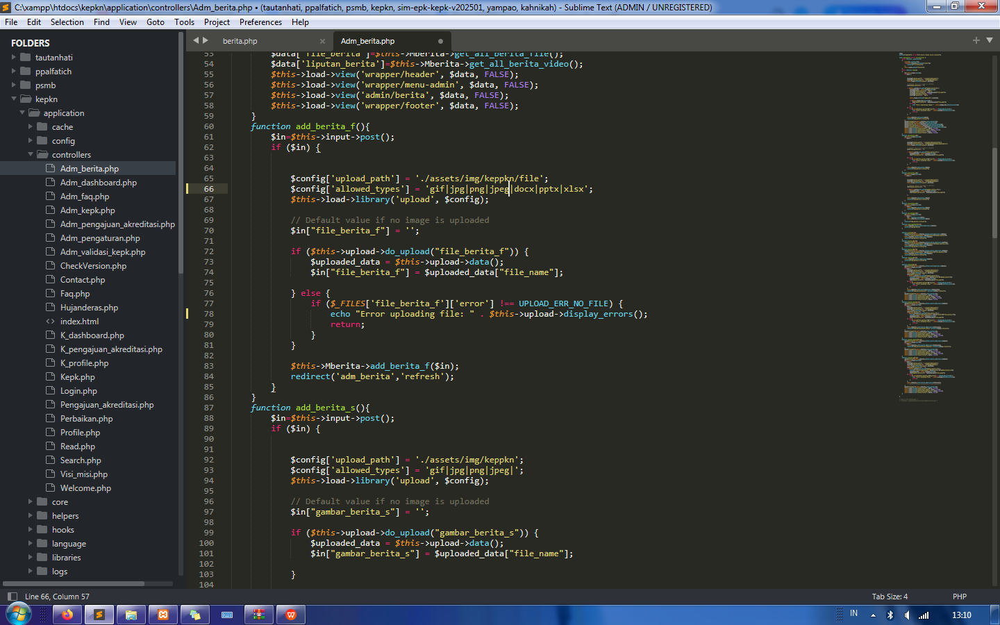 C:\xampp\htdocs\kepkn\application\controllers\Adm_berita.php • (tautanhati, ppalfatich, psmb, kepkn, sim-epk-kepk-v202501, yampao, kahnikah) - Sublime Text (ADMIN / UNREGISTERED)
File Edit Selection Find View Goto Tools Project Preferences Help
FOLDERS
tautanhati
ppalfatich
psmb
kepkn
application
cache
config
controllers
Adm_berita.php
Adm_dashboard.php
Adm_faq.php
Adm_kepk.php
Adm_pengajuan_akreditasi.php
Adm_pengaturan.php
Adm_validasi_kepk.php
CheckVersion.php
Contact.php
Faq.php
Hujanderas.php
index.html
K_dashboard.php
K_pengajuan_akreditasi.php
K_profile.php
Kepk.php
Login.php
Pengajuan_akreditasi.php
Perbaikan.php
Profile.php
Read.php
Search.php
Visi_misi.php
Welcome.php
core
helpers
hooks
language
libraries
logs
berita.php
Adm_berita.php
53 $data['file_berita']=$this->Mberita->get_all_berita_file();
54 $data['liputan_berita']=$this->Mberita->get_all_berita_video();
55 $this->load->view('wrapper/header', $data, FALSE);
56 $this->load->view('wrapper/menu-admin', $data, FALSE);
57 $this->load->view('admin/berita', $data, FALSE);
58 $this->load->view('wrapper/footer', $data, FALSE);
59 }
60 function add_berita_f(){
61 $in=$this->input->post();
62 if ($in) {
63
64
65 $config['upload_path'] = './assets/img/keppkn/file';
66 $config['allowed_types'] = 'gif|jpg|png|jpeg|docx|pptx|xlsx';
67 $this->load->library('upload', $config);
68
69 // Default value if no image is uploaded
70 $in["file_berita_f"] = '';
71
72 if ($this->upload->do_upload("file_berita_f")) {
73 $uploaded_data = $this->upload->data();
74 $in["file_berita_f"] = $uploaded_data["file_name"];
75
76 } else {
77 if ($_FILES['file_berita_f']['error'] !== UPLOAD_ERR_NO_FILE) {
78 echo "Error uploading file: " . $this->upload->display_errors();
79 return;
80 }
81 }
82
83 $this->Mberita->add_berita_f($in);
84 redirect('adm_berita','refresh');
85 }
86 }
87 function add_berita_s(){
88 $in=$this->input->post();
89 if ($in) {
90
91
92 $config['upload_path'] = './assets/img/keppkn';
93 $config['allowed_types'] = 'gif|jpg|png|jpeg|';
94 $this->load->library('upload', $config);
95
96 // Default value if no image is uploaded
97 $in["gambar_berita_s"] = '';
98
99 if ($this->upload->do_upload("gambar_berita_s")) {
100 $uploaded_data = $this->upload->data();
101 $in["gambar_berita_s"] = $uploaded_data["file_name"];
102
103 }
104
Line 66, Column 57
Tab Size: 4
PHP
IN
13:10